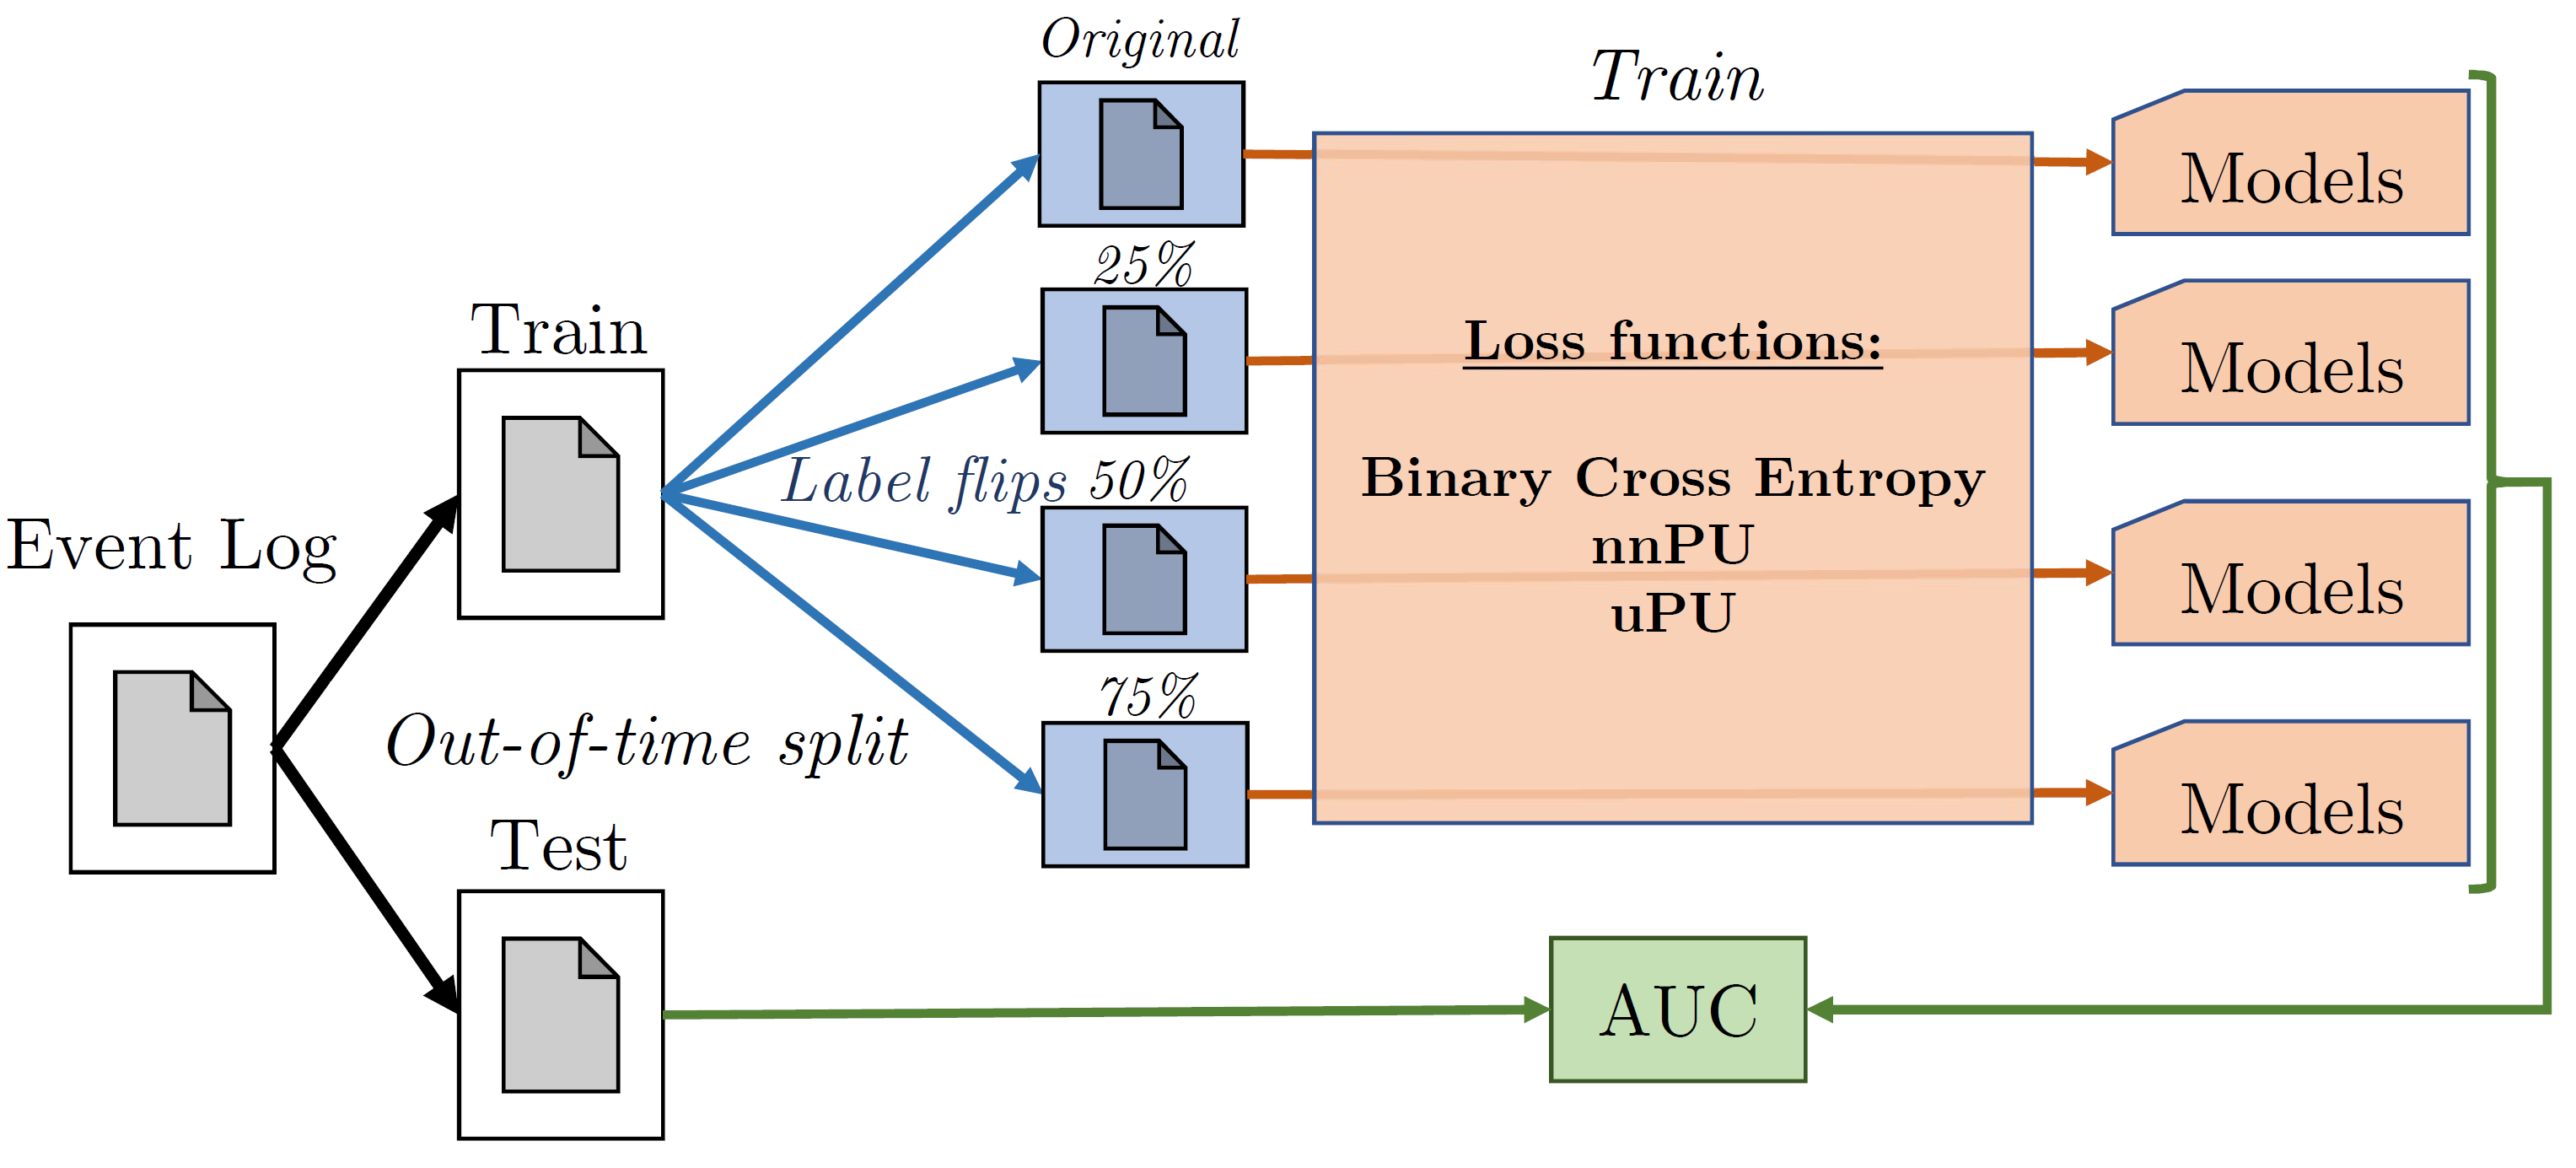 Original
Train
25%
Train
Loss functions:
Label flips
50%
Binary Cross Entropy
nnPU
uPU
Event Log
75%
Out-of-time split
Test
Models
Models
Models
Models
AUC